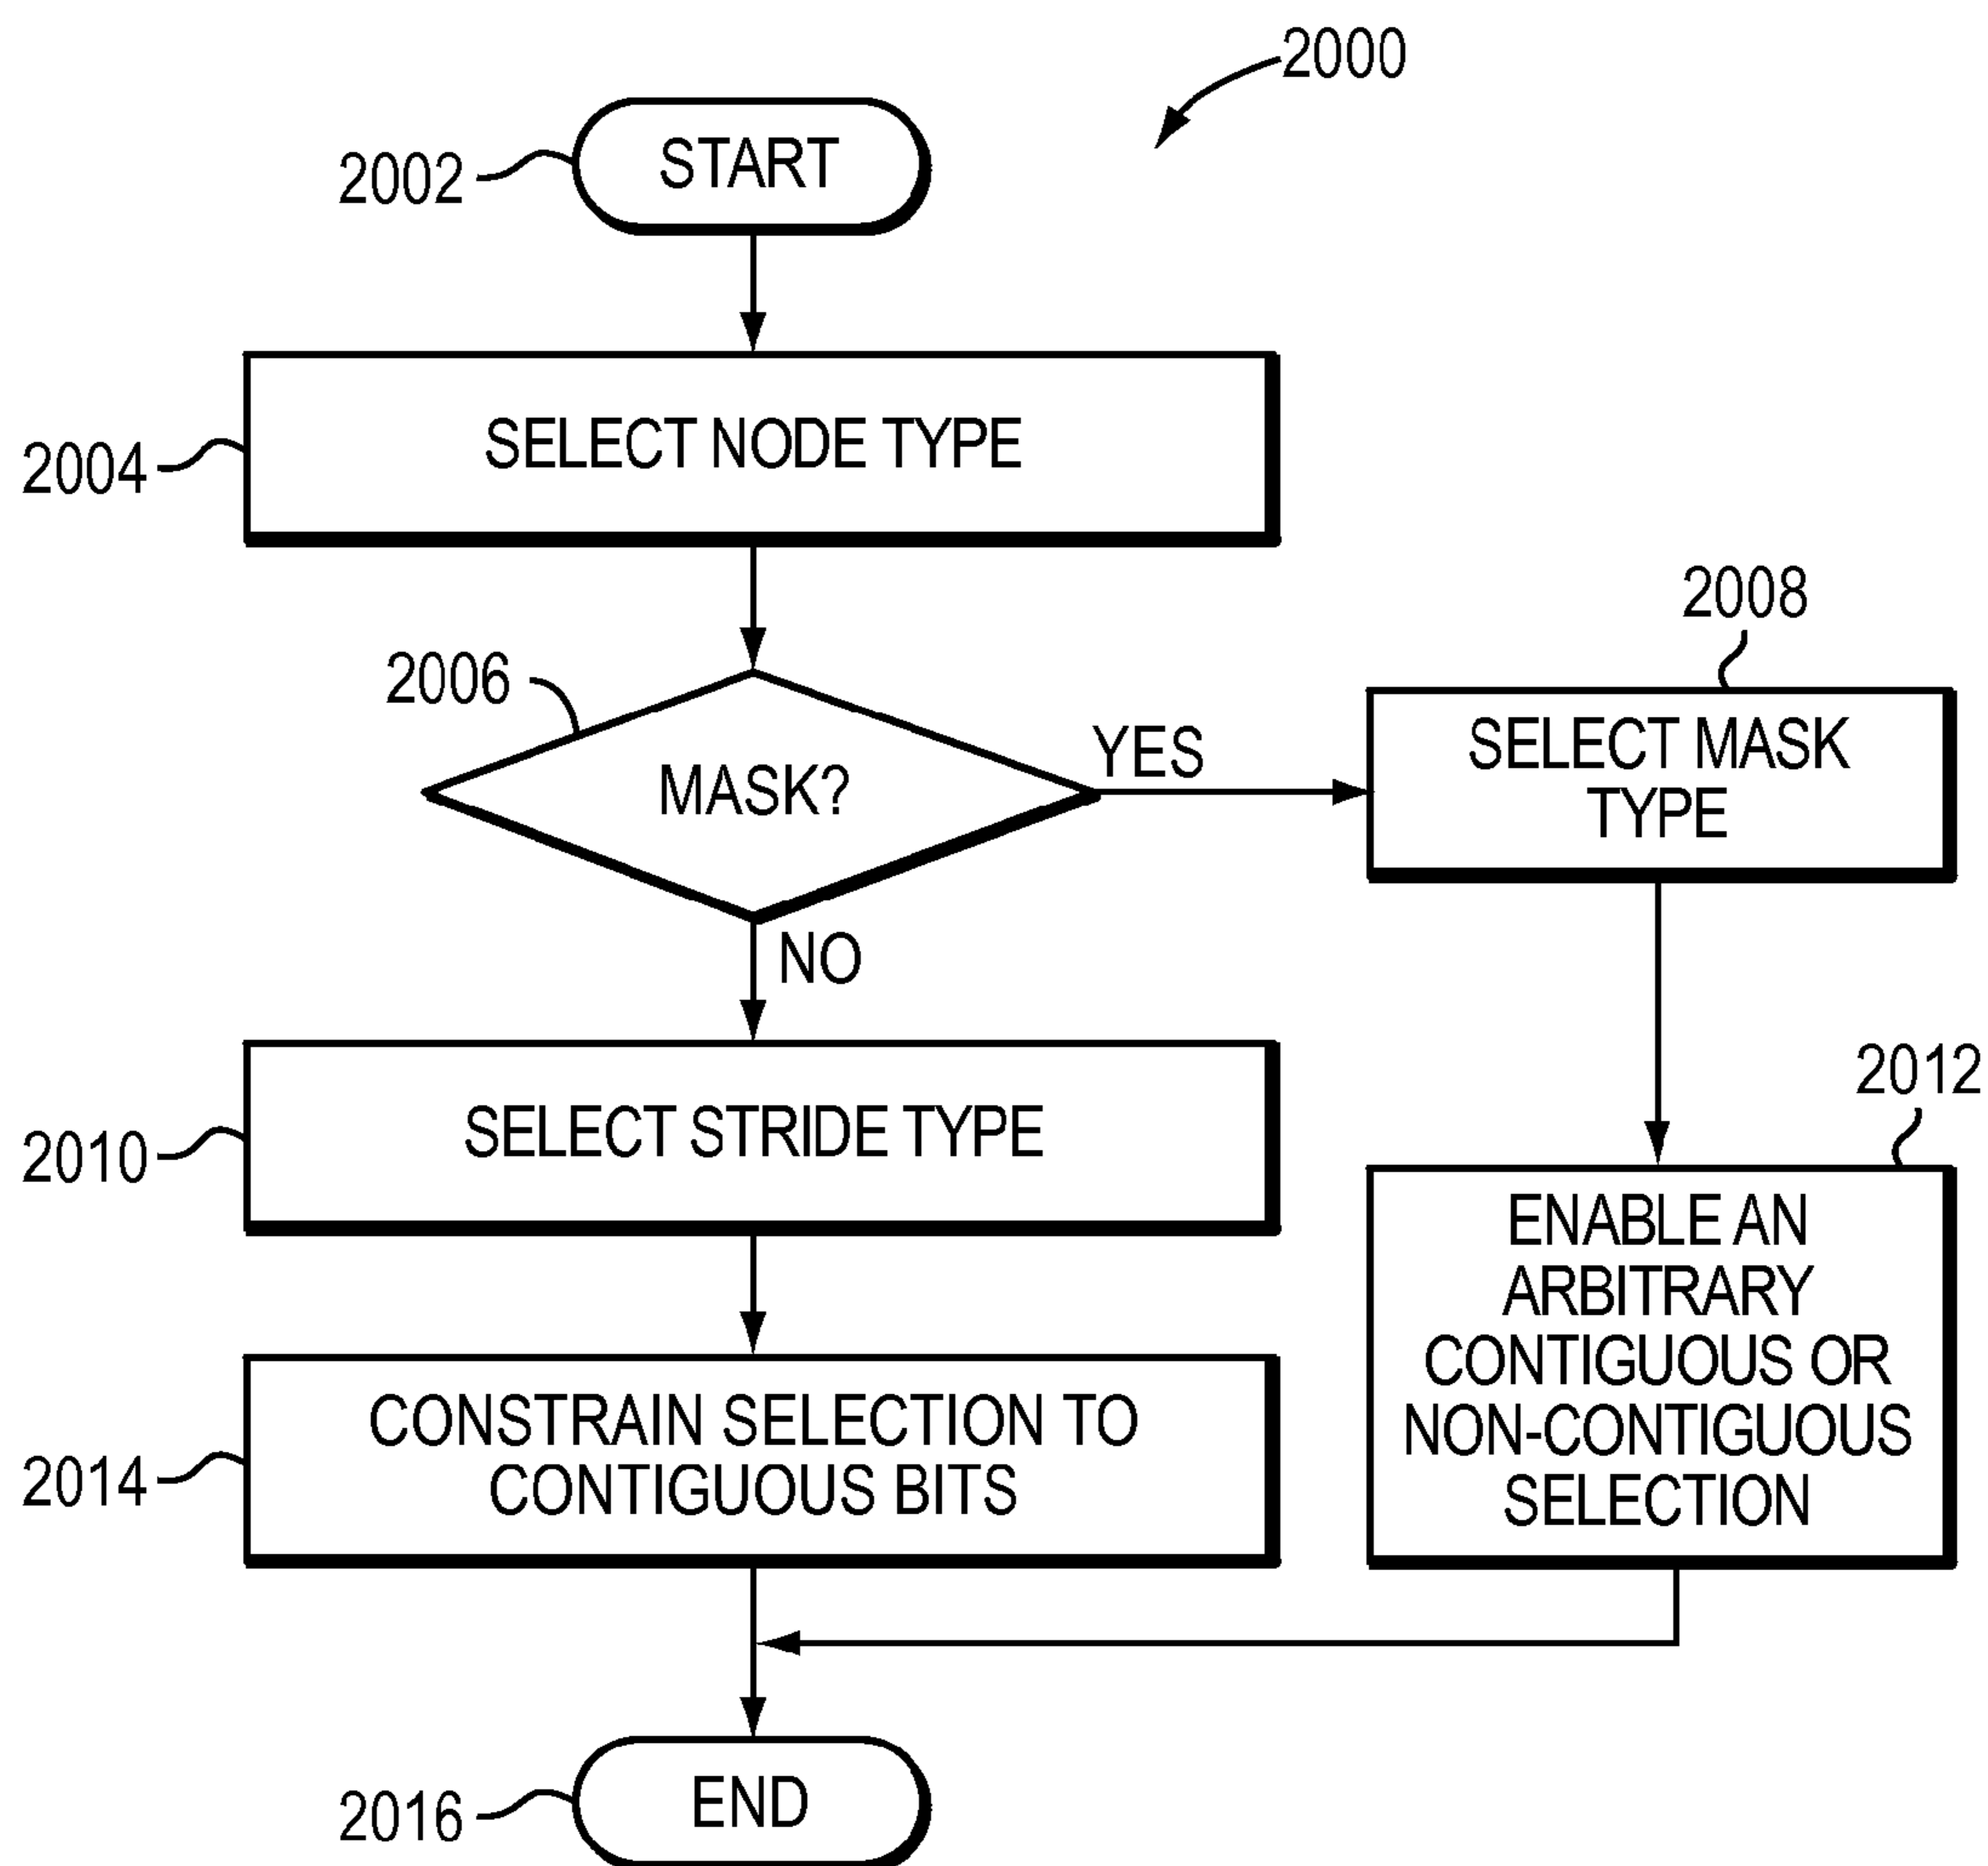 2000
2002
START
2004
SELECT NODE TYPE
2006
MASK?
YES
NO
2008
SELECT MASK
TYPE
2010
SELECT STRIDE TYPE
2012
ENABLE AN
ARBITRARY
CONTIGUOUS OR
NON-CONTIGUOUS
SELECTION
2014
CONSTRAIN SELECTION TO
CONTIGUOUS BITS
2016
END